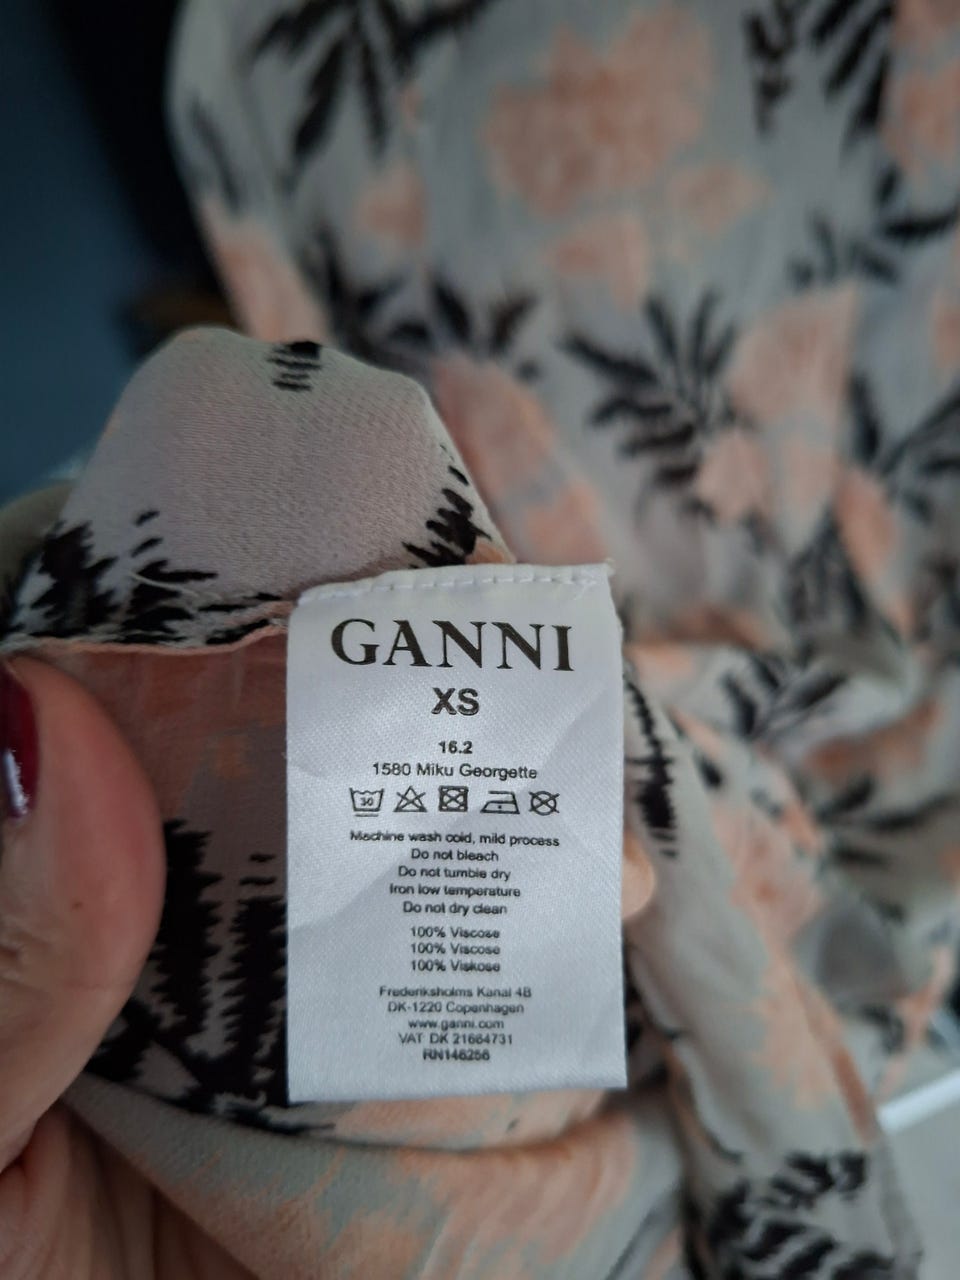 GANNI
XS
16.2
1580 Miku Georgette
30
Machine wash cold, mild process
Do not bleach
Do not tumble dry
Iron low temperature
Do not dry clean
100% Viscose
100% Viscose
100% Viskose
Frederiksholms Kanal 4B
DK-1220 Copenhagen
www.ganni.com
VAT DK 21664731
RN146256